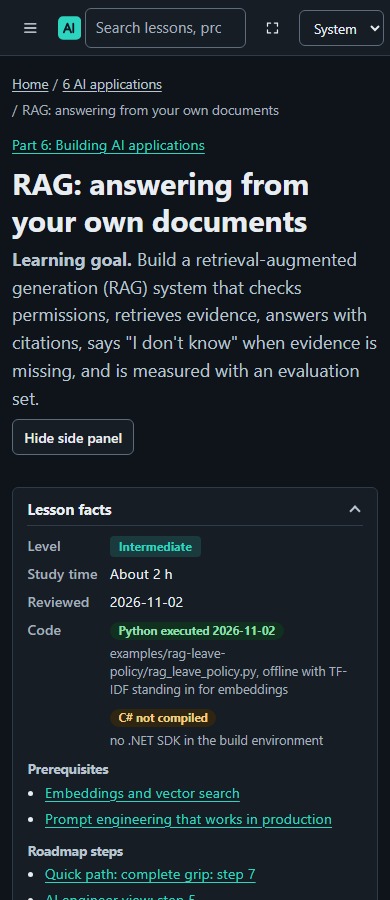 AI
Search lessons, prc
System
Home / 6 AI applications
/ RAG: answering from your own documents
Part 6: Building AI applications
RAG: answering from
your own documents
Learning goal. Build a retrieval-augmented
generation (RAG) system that checks
permissions, retrieves evidence, answers with
citations, says "I don't know" when evidence is
missing, and is measured with an evaluation
set.
Hide side panel
Lesson facts
Level Intermediate
Study time About 2 h
Reviewed 2026-11-02
Code Python executed 2026-11-02
examples/rag-leave-
policy/rag_leave_policy.py, offline with TF-
IDF standing in for embeddings
C# not compiled
no .NET SDK in the build environment
Prerequisites
Embeddings and vector search
Prompt engineering that works in production
Roadmap steps
Quick path: complete grip: step 7
AI engineer view: step 5